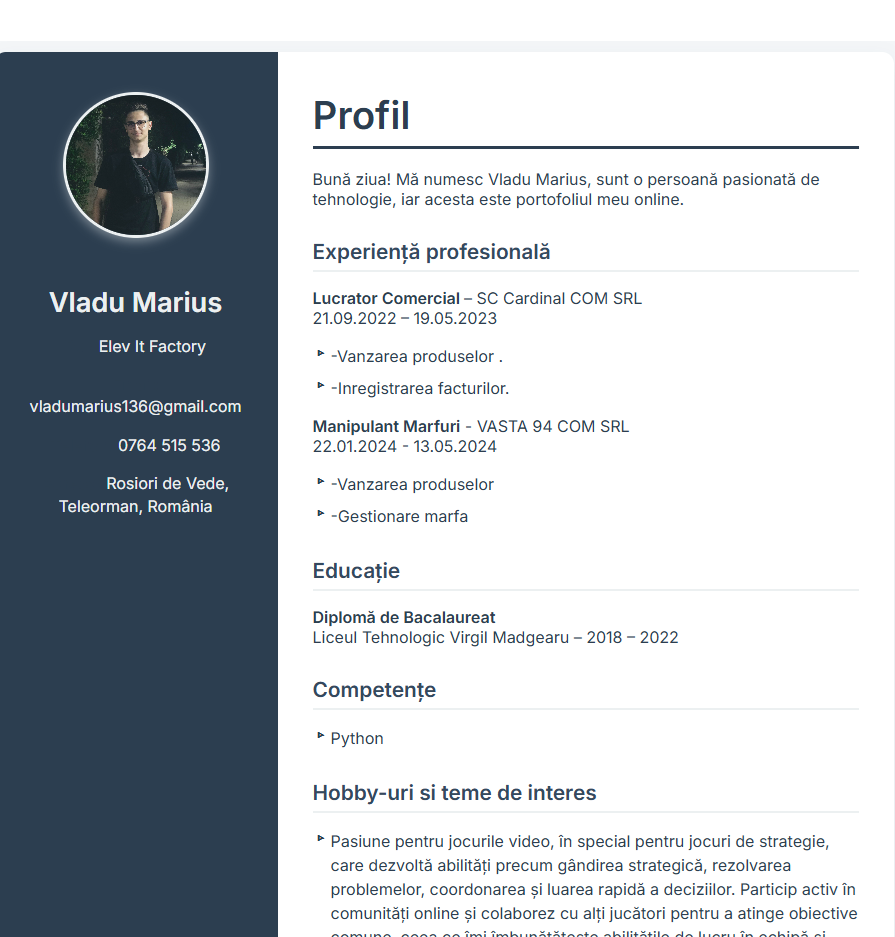 Vladu Marius
Elev It Factory
vladumarius136@gmail.com
0764 515 536
Rosiori de Vede,
Teleorman, România
Profil
Bună ziua! Mă numesc Vladu Marius, sunt o persoană pasionată de
tehnologie, iar acesta este portofoliul meu online.
Experiență profesională
Lucrator Comercial – SC Cardinal COM SRL
21.09.2022 – 19.05.2023
-Vanzarea produselor .
-Inregistrarea facturilor.
Manipulant Marfuri - VASTA 94 COM SRL
22.01.2024 - 13.05.2024
-Vanzarea produselor
-Gestionare marfa
Educație
Diplomă de Bacalaureat
Liceul Tehnologic Virgil Madgearu – 2018 – 2022
Competențe
Python
Hobby-uri si teme de interes
Pasiune pentru jocurile video, în special pentru jocuri de strategie,
care dezvoltă abilități precum gândirea strategică, rezolvarea
problemelor, coordonarea și luarea rapidă a deciziilor. Particip activ în
comunități online și colaborez cu alți jucători pentru a atinge obiective
comune, ceea ce îmi îmbunătățește abilitățile de lucru în echipă și